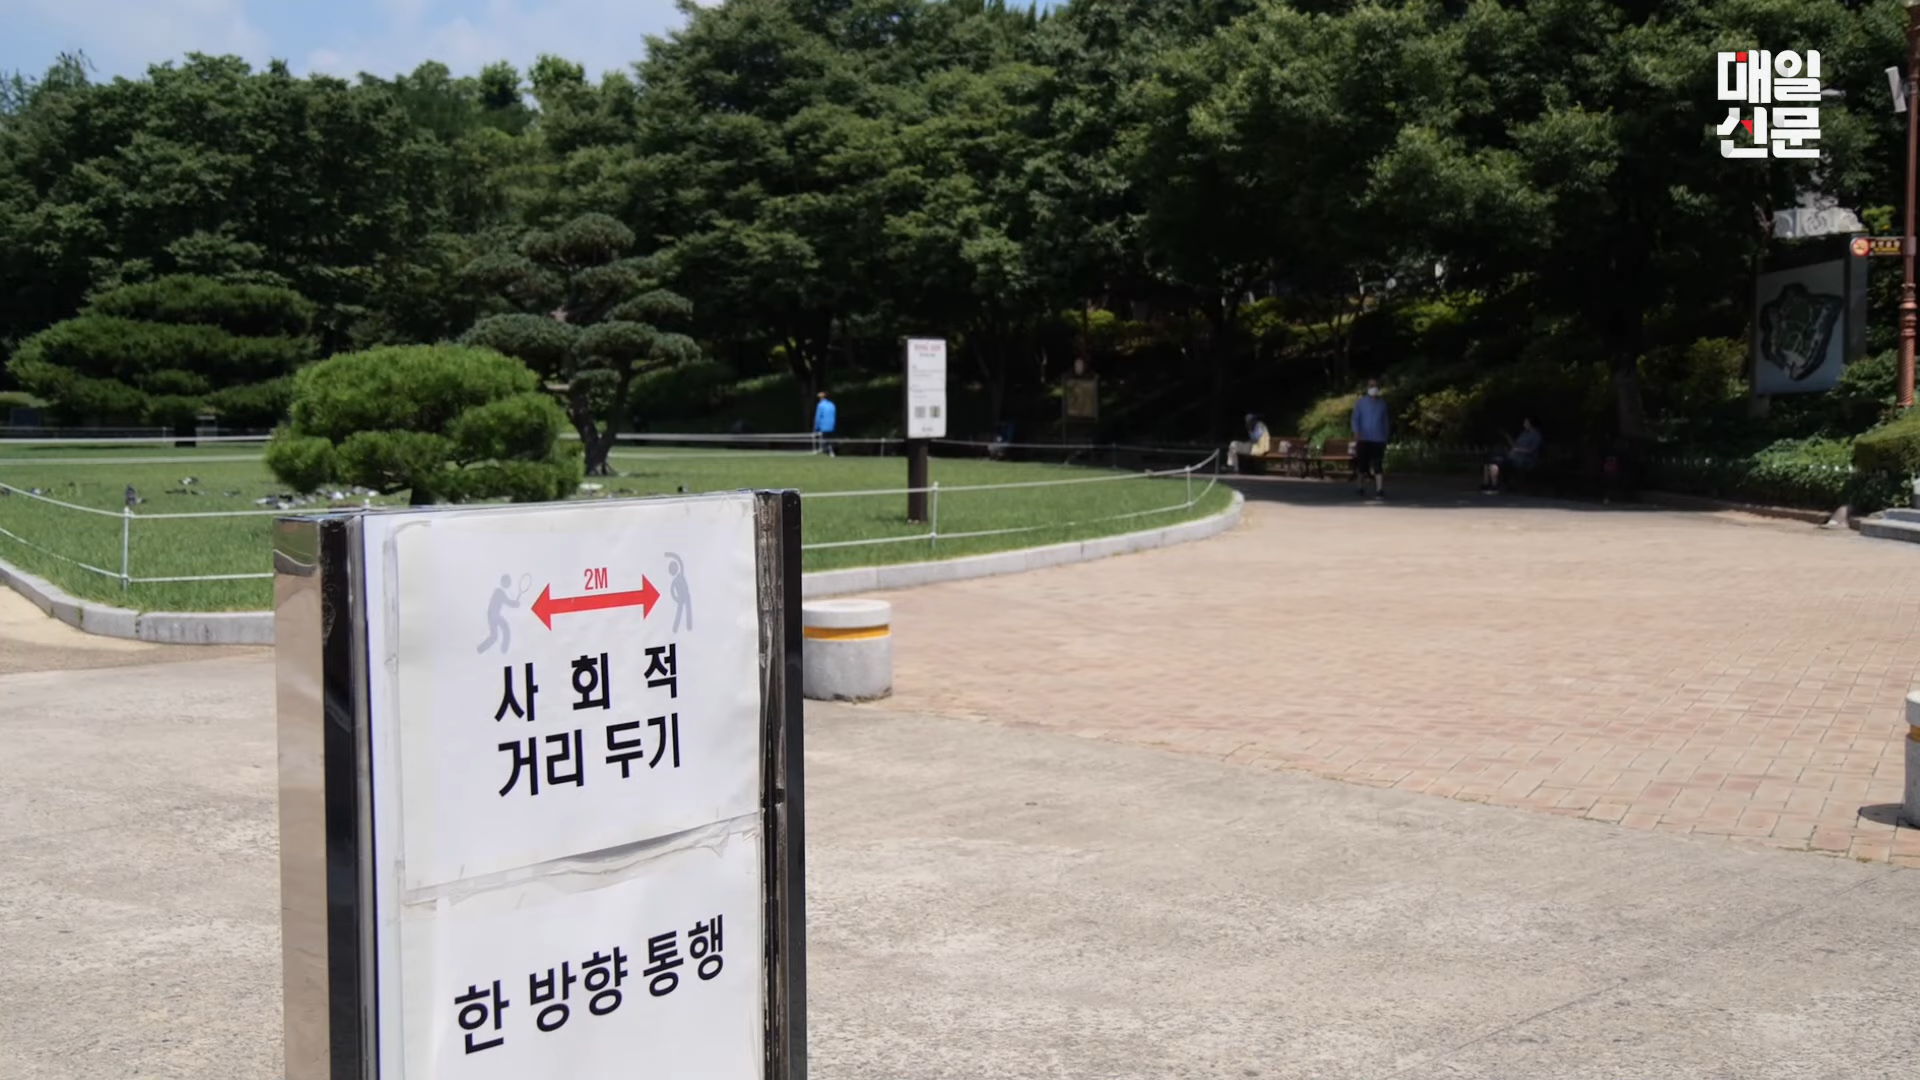 매일
신문
2M
사 회 적
거리 두기
한 방향 통행